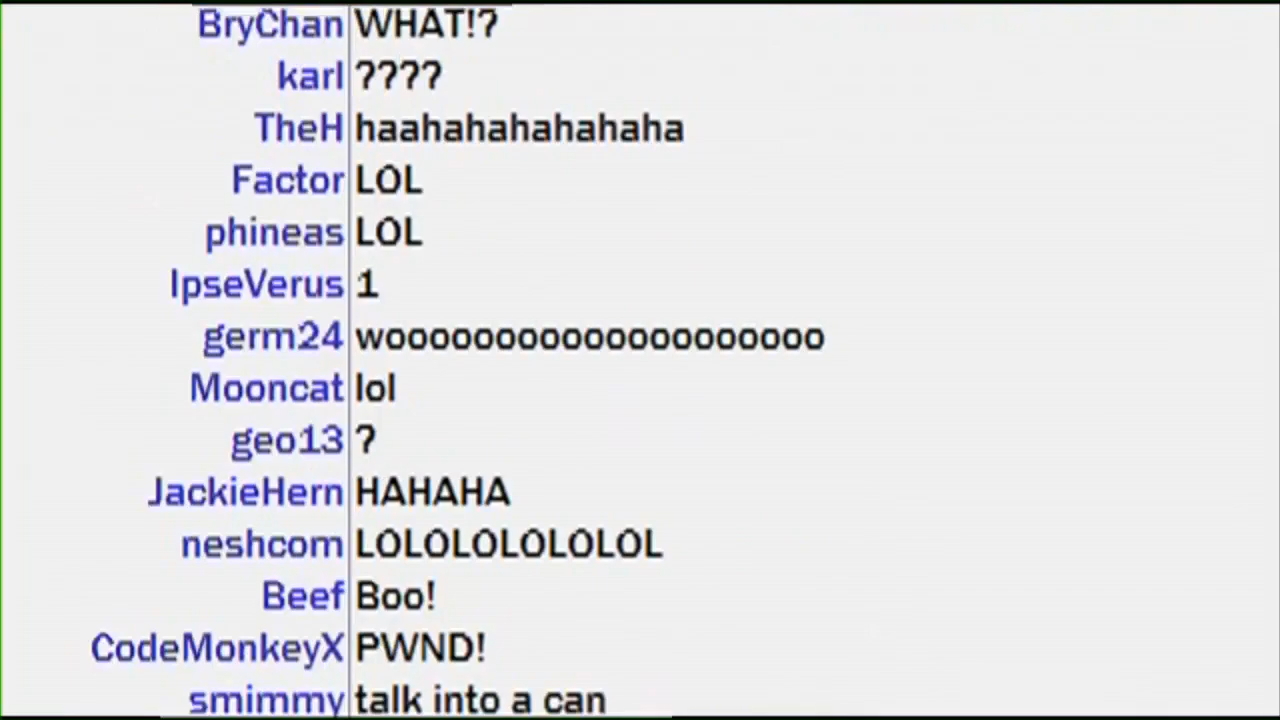 BryChan WHAT!?
karl ????
TheH haahahahahahaha
Factor LOL
phineas LOL
IpseVerus 1
germ24 woooooooooooooooooooo
Mooncat lol
geo13 ?
JackieHern HAHAHA
neshcom LOLOLOLOLOLOL
Beef Boo!
CodeMonkeyX PWND!
smimmy talk into a can